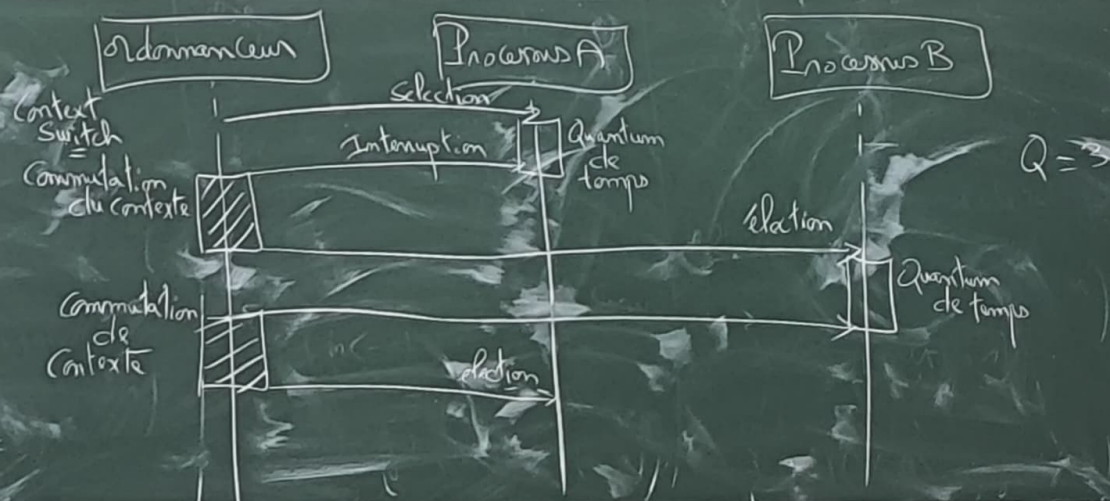 Ordonnanceur
Processus A
Processus B
Context
Switch
sélection
Interruption
Quantum
de
temps
Q = 3
Commutation
du contexte
élection
Quantum
de temps
Commutation
de
Contexte
élection